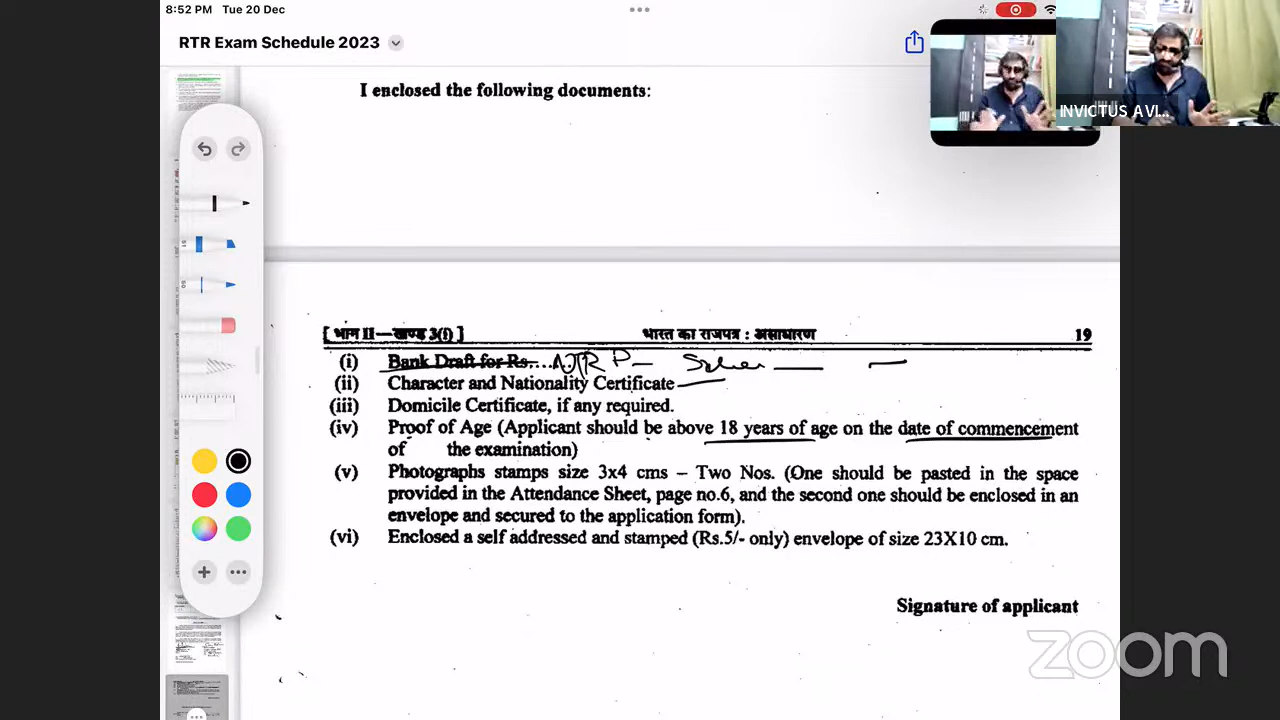 8:52 PM Tue 20 Dec
RTR Exam Schedule 2023
INVICTUS AVI...
I enclosed the following documents:
[ भाग II—खण्ड 3(i) ] भारत का राजपत्र : असाधारण 19
(i) Bank Draft for Rs....
(ii) Character and Nationality Certificate
(iii) Domicile Certificate, if any required.
(iv) Proof of Age (Applicant should be above 18 years of age on the date of commencement
of the examination)
(v) Photographs stamps size 3x4 cms – Two Nos. (One should be pasted in the space
provided in the Attendance Sheet, page no.6, and the second one should be enclosed in an
envelope and secured to the application form).
(vi) Enclosed a self addressed and stamped (Rs.5/- only) envelope of size 23X10 cm.
Signature of applicant
zoom